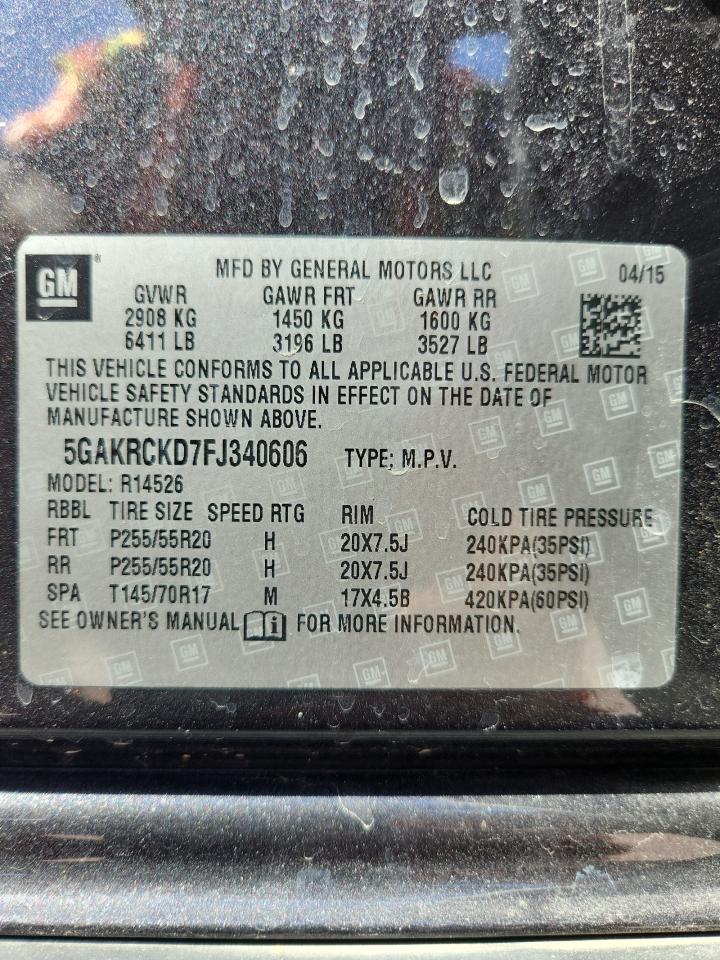 GM ® MFD BY GENERAL MOTORS LLC 04/15
GVWR GAWR FRT GAWR RR
2908 KG 1450 KG 1600 KG
6411 LB 3196 LB 3527 LB
THIS VEHICLE CONFORMS TO ALL APPLICABLE U.S. FEDERAL MOTOR
VEHICLE SAFETY STANDARDS IN EFFECT ON THE DATE OF
MANUFACTURE SHOWN ABOVE.
5GAKRCKD7FJ340606 TYPE; M.P.V.
MODEL: R14526
RBBL TIRE SIZE SPEED RTG RIM COLD TIRE PRESSURE
FRT P255/55R20 H 20X7.5J 240KPA(35PSI)
RR P255/55R20 H 20X7.5J 240KPA(35PSI)
SPA T145/70R17 M 17X4.5B 420KPA(60PSI)
SEE OWNER'S MANUAL i FOR MORE INFORMATION.